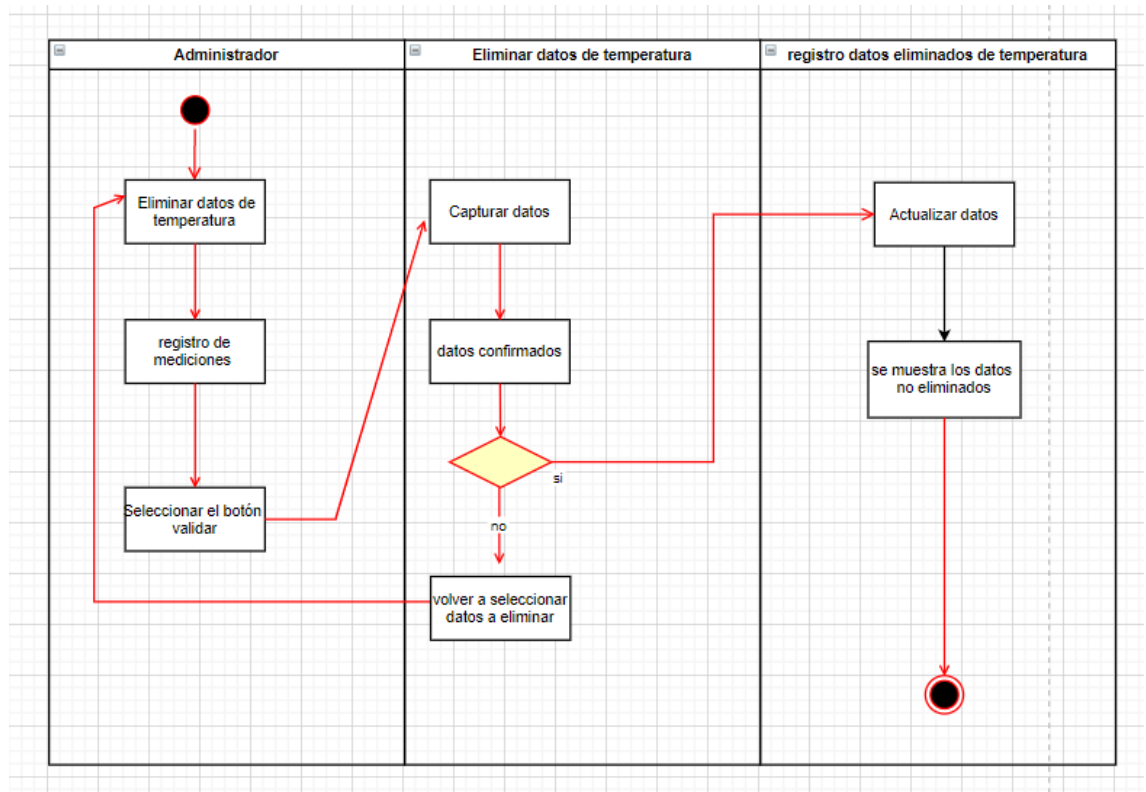 Administrador
Eliminar datos de temperatura
registro datos eliminados de temperatura
Eliminar datos de
temperatura
registro de
mediciones
Seleccionar el botón
validar
Capturar datos
datos confirmados
si
no
volver a seleccionar
datos a eliminar
Actualizar datos
se muestra los datos
no eliminados